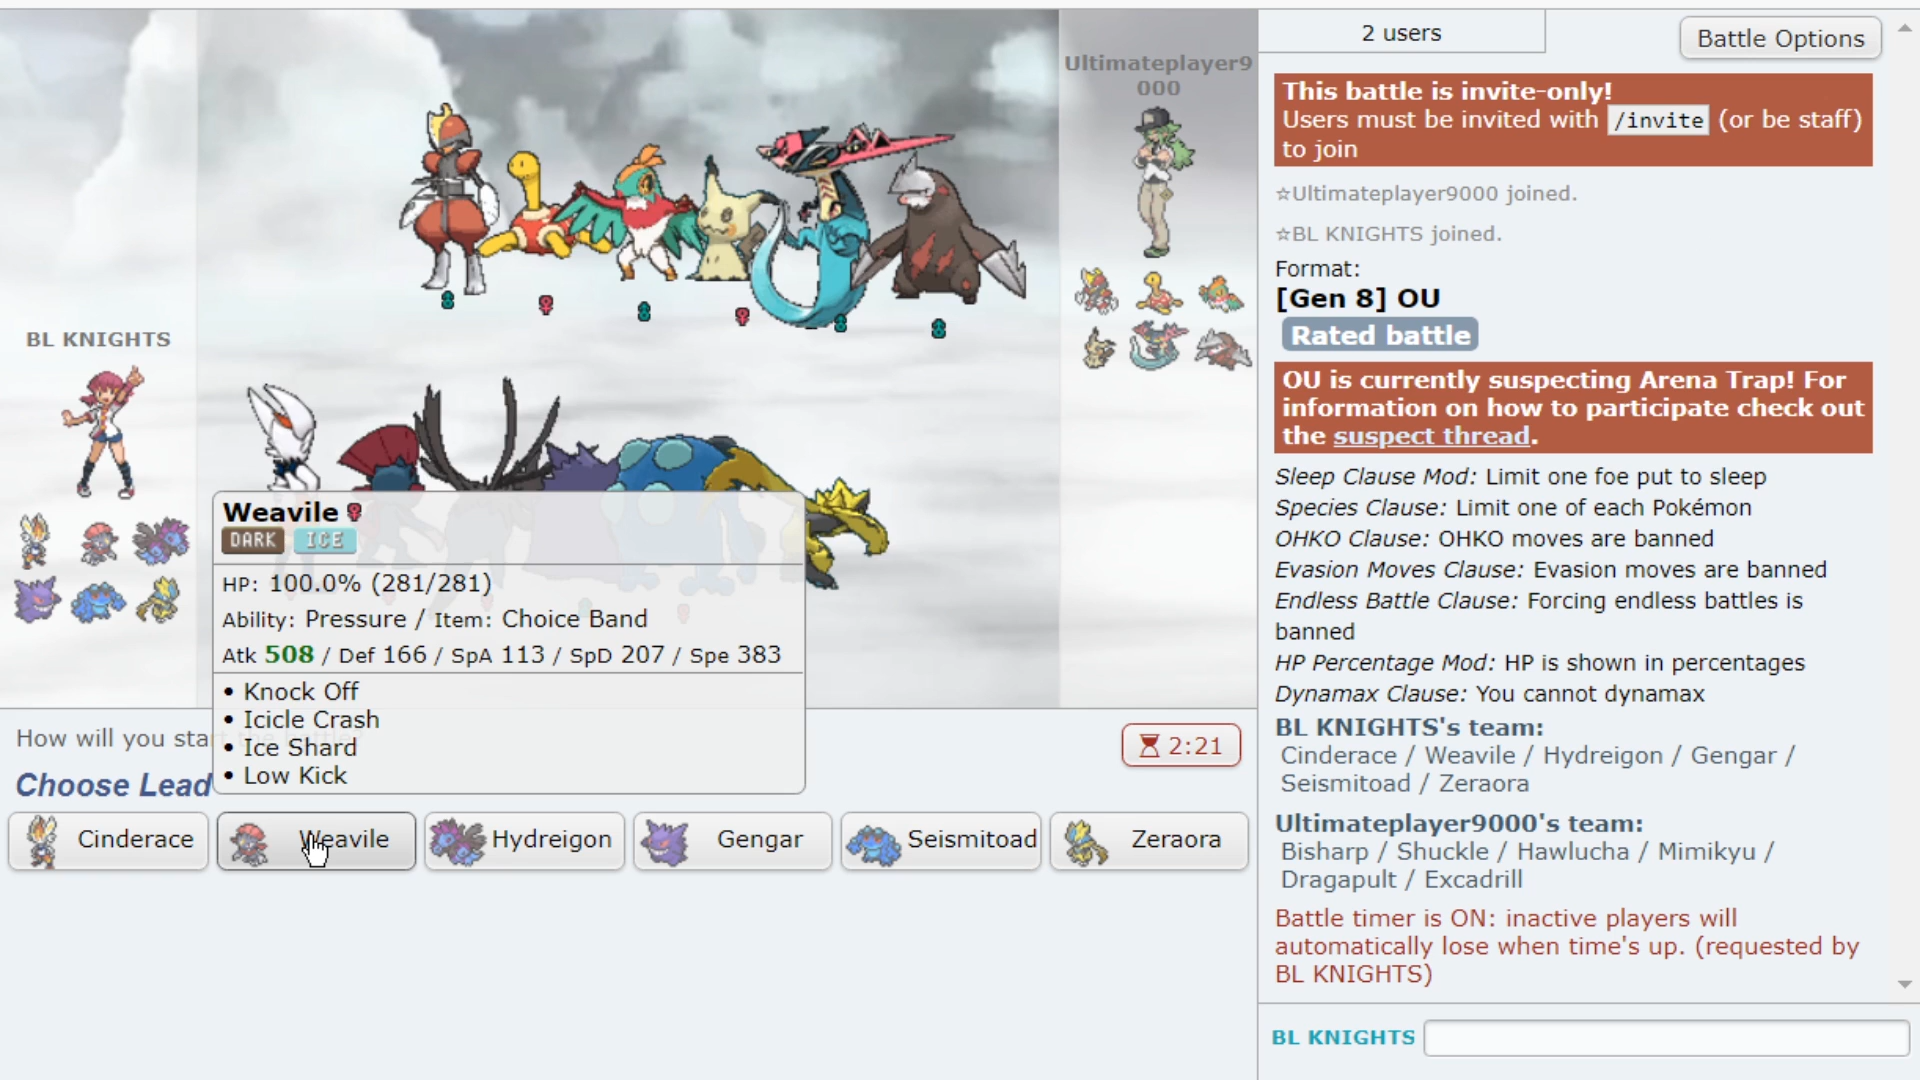 Ultimateplayer9
000
BL KNIGHTS
Weavile
DARK ICE
HP: 100.0% (281/281)
Ability: Pressure / Item: Choice Band
Atk 508 / Def 166 / SpA 113 / SpD 207 / Spe 383
• Knock Off
• Icicle Crash
• Ice Shard
• Low Kick
How will you start the battle?
2:21
Choose Lead
Cinderace
Weavile
Hydreigon
Gengar
Seismitoad
Zeraora
2 users
Battle Options
This battle is invite-only!
Users must be invited with /invite (or be staff)
to join
☆Ultimateplayer9000 joined.
☆BL KNIGHTS joined.
Format:
[Gen 8] OU
Rated battle
OU is currently suspecting Arena Trap! For
information on how to participate check out
the suspect thread.
Sleep Clause Mod: Limit one foe put to sleep
Species Clause: Limit one of each Pokémon
OHKO Clause: OHKO moves are banned
Evasion Moves Clause: Evasion moves are banned
Endless Battle Clause: Forcing endless battles is
banned
HP Percentage Mod: HP is shown in percentages
Dynamax Clause: You cannot dynamax
BL KNIGHTS's team:
Cinderace / Weavile / Hydreigon / Gengar /
Seismitoad / Zeraora
Ultimateplayer9000's team:
Bisharp / Shuckle / Hawlucha / Mimikyu /
Dragapult / Excadrill
Battle timer is ON: inactive players will
automatically lose when time's up. (requested by
BL KNIGHTS)
BL KNIGHTS